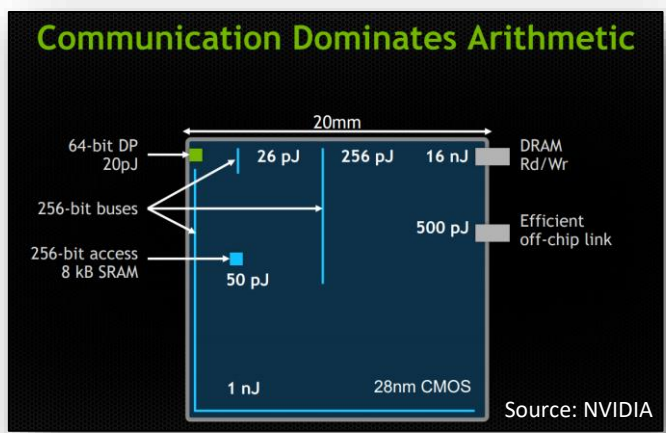 Communication Dominates Arithmetic
20mm
64-bit DP
20pJ
26 pJ
256 pJ
16 nJ
DRAM
Rd/Wr
256-bit buses
500 pJ
Efficient
off-chip link
256-bit access
8 kB SRAM
50 pJ
1 nJ
28nm CMOS
Source: NVIDIA